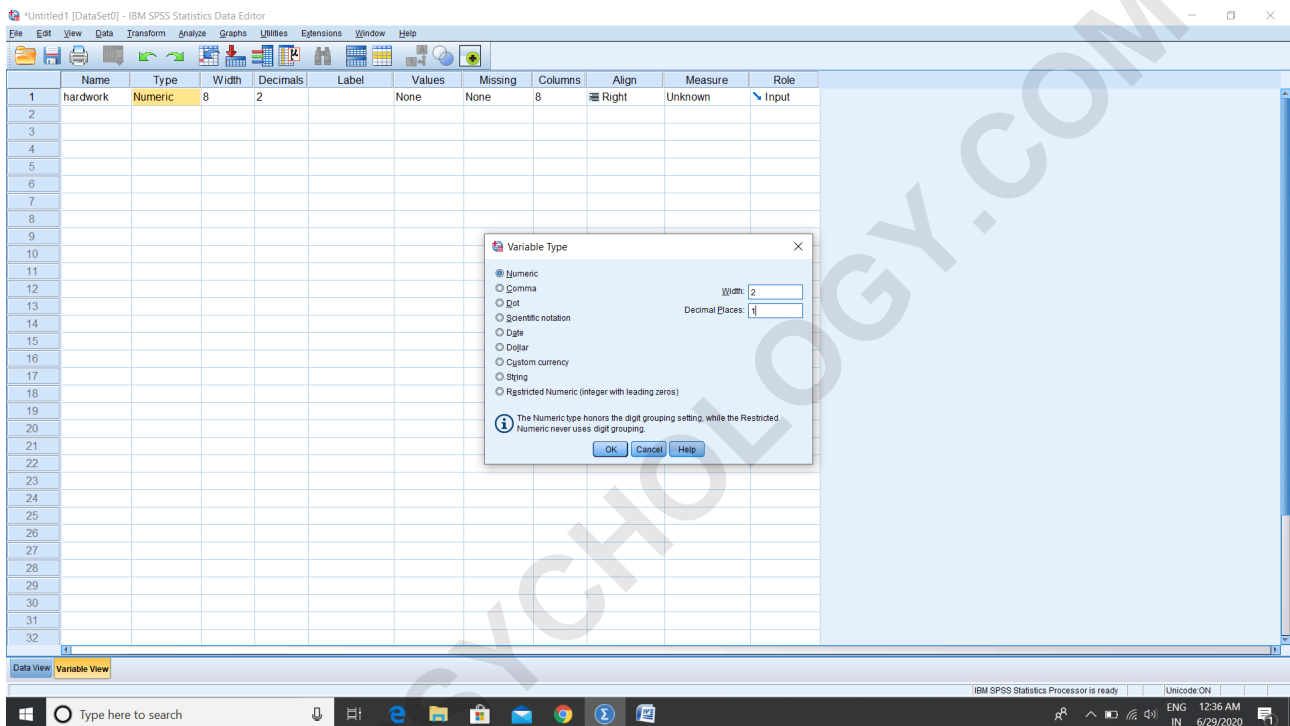 *Untitled1 [DataSet0] - IBM SPSS Statistics Data Editor
File Edit View Data Transform Analyze Graphs Utilities Extensions Window Help
Name Type Width Decimals Label Values Missing Columns Align Measure Role
1 hardwork Numeric 8 2 None None 8 Right Unknown Input
2
3
4
5
6
7
8
9
10
11
12
13
14
15
16
17
18
19
20
21
22
23
24
25
26
27
28
29
30
31
32
Variable Type
Numeric
Comma
Dot
Scientific notation
Date
Dollar
Custom currency
String
Restricted Numeric (integer with leading zeros)
Width: 2
Decimal Places: 1
The Numeric type honors the digit grouping setting, while the Restricted
Numeric never uses digit grouping.
OK Cancel Help
Data View Variable View
IBM SPSS Statistics Processor is ready Unicode:ON
Type here to search
ENG 12:36 AM
IN 6/29/2020
1
SYCHOLOGY.COM